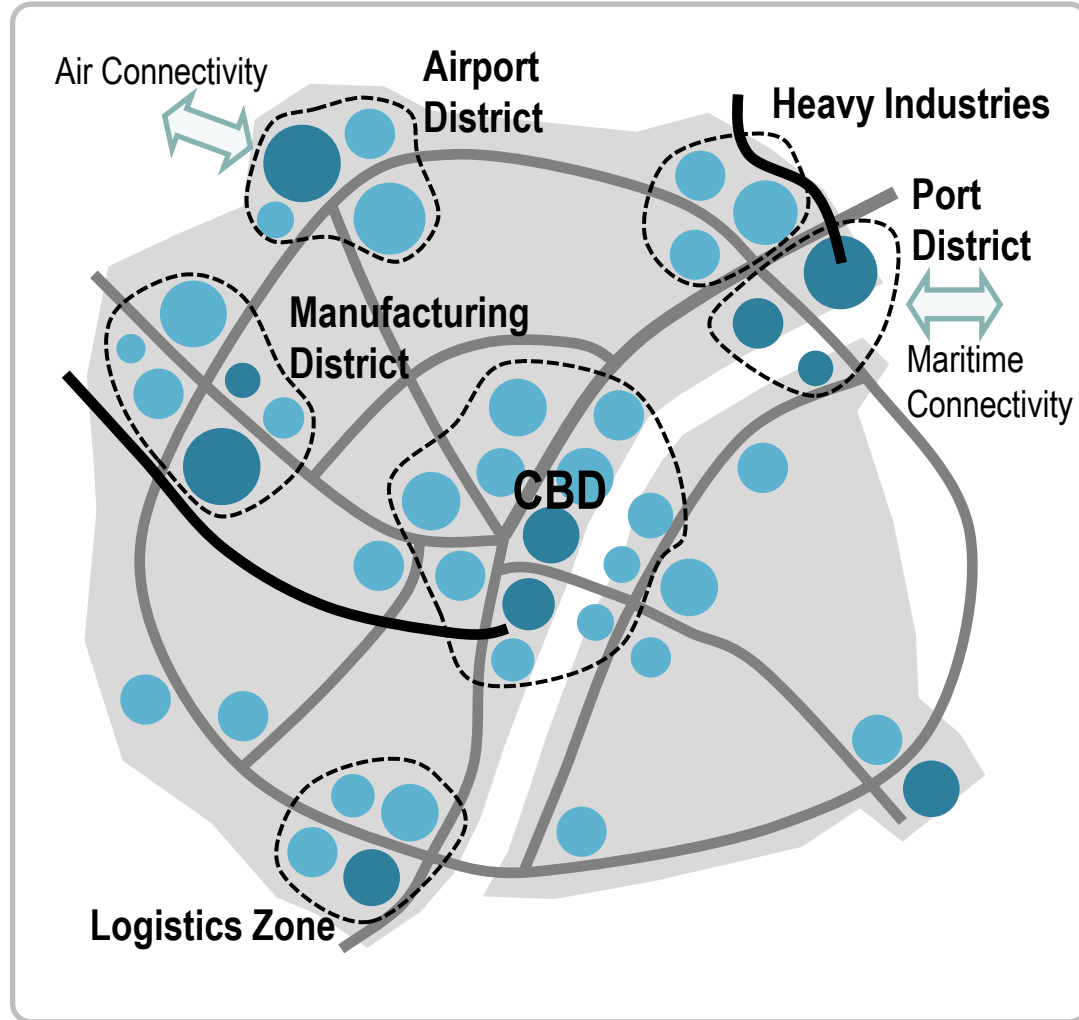 Air Connectivity
Airport
District
Heavy Industries
Port
District
Manufacturing
District
Maritime
Connectivity
CBD
Logistics Zone